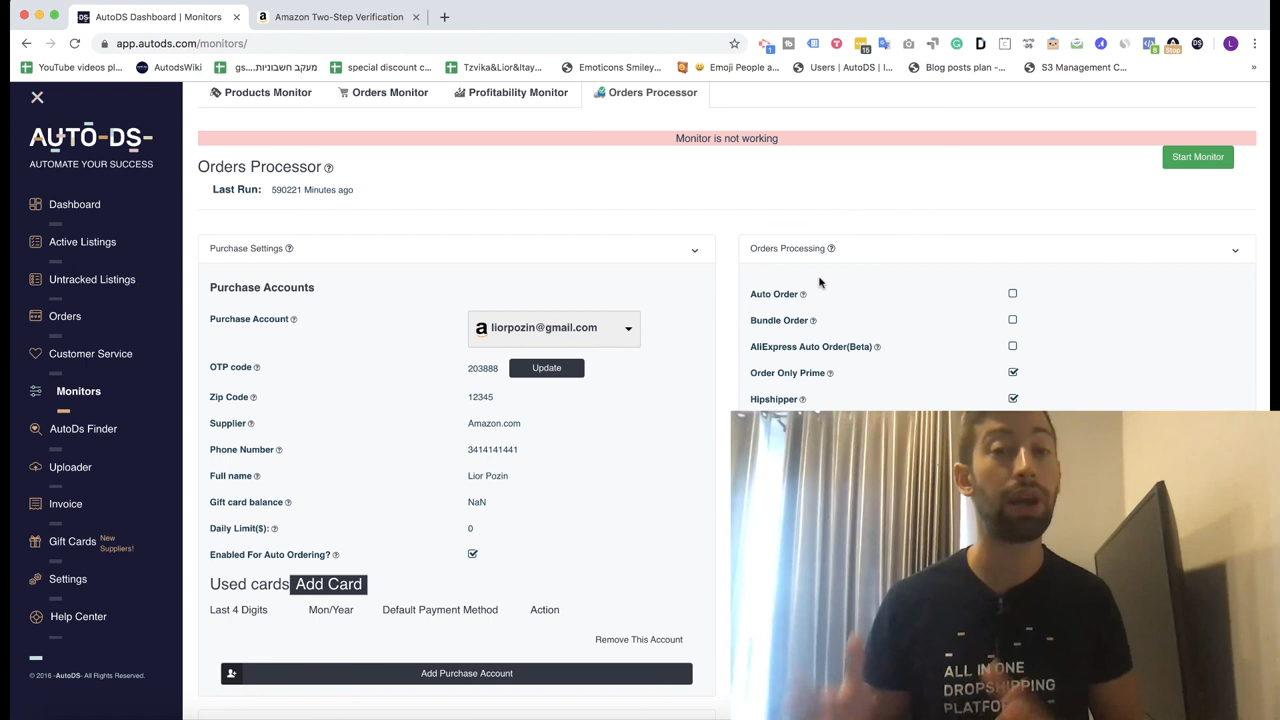 AutoDS Dashboard | Monitors
Amazon Two-Step Verification
app.autods.com/monitors/
1
15
8
Stop
L
YouTube videos pl...
AutodsWiki
gs....מעקב חשבוניות
special discount c...
Tzvika&Lior&Itay...
Emoticons Smiley...
Emoji People a...
Users | AutoDS | I...
Blog posts plan -...
S3 Management C...
»
AUTO-DS-
AUTOMATE YOUR SUCCESS
Dashboard
Active Listings
Untracked Listings
Orders
Customer Service
Monitors
AutoDs Finder
Uploader
Invoice
Gift Cards New Suppliers!
Settings
Help Center
© 2016 -AutoDS- All Rights Reserved.
Products Monitor
Orders Monitor
Profitability Monitor
Orders Processor
Monitor is not working
Start Monitor
Orders Processor
Last Run: 590221 Minutes ago
Purchase Settings
Purchase Accounts
Purchase Account
liorpozin@gmail.com
OTP code 203888 Update
Zip Code 12345
Supplier Amazon.com
Phone Number 3414141441
Full name Lior Pozin
Gift card balance NaN
Daily Limit($): 0
Enabled For Auto Ordering?
Used cards Add Card
Last 4 Digits Mon/Year Default Payment Method Action
Remove This Account
Add Purchase Account
Orders Processing
Auto Order
Bundle Order
AliExpress Auto Order(Beta)
Order Only Prime
Hipshipper
ALL IN ONE
DROPSHIPPING
PLATFO